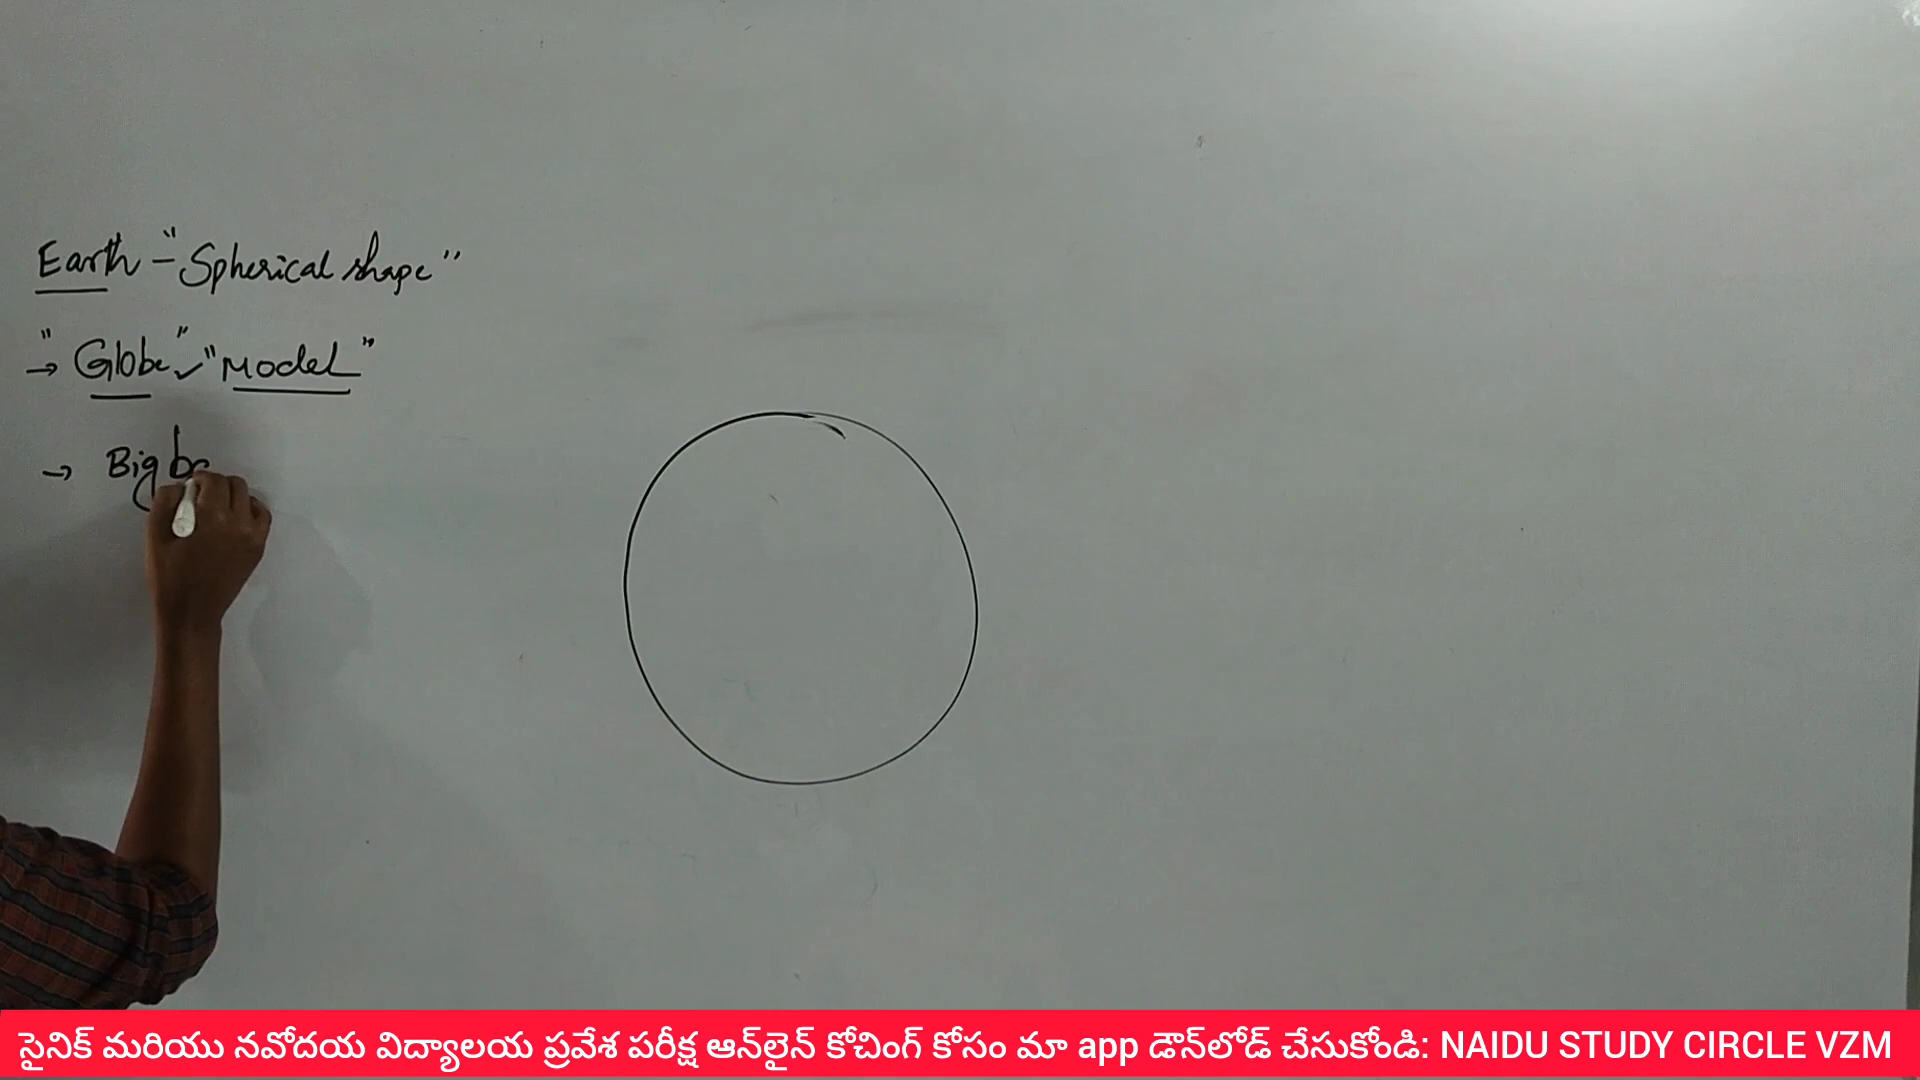 Earth - "Spherical shape"
→ "Globe" ✓ "Model"
→ Big
సైనిక్ మరియు నవోదయ విద్యాలయ ప్రవేశ పరీక్ష ఆన్‌లైన్ కోచింగ్ కోసం మా app డౌన్‌లోడ్ చేసుకోండి: NAIDU STUDY CIRCLE VZM